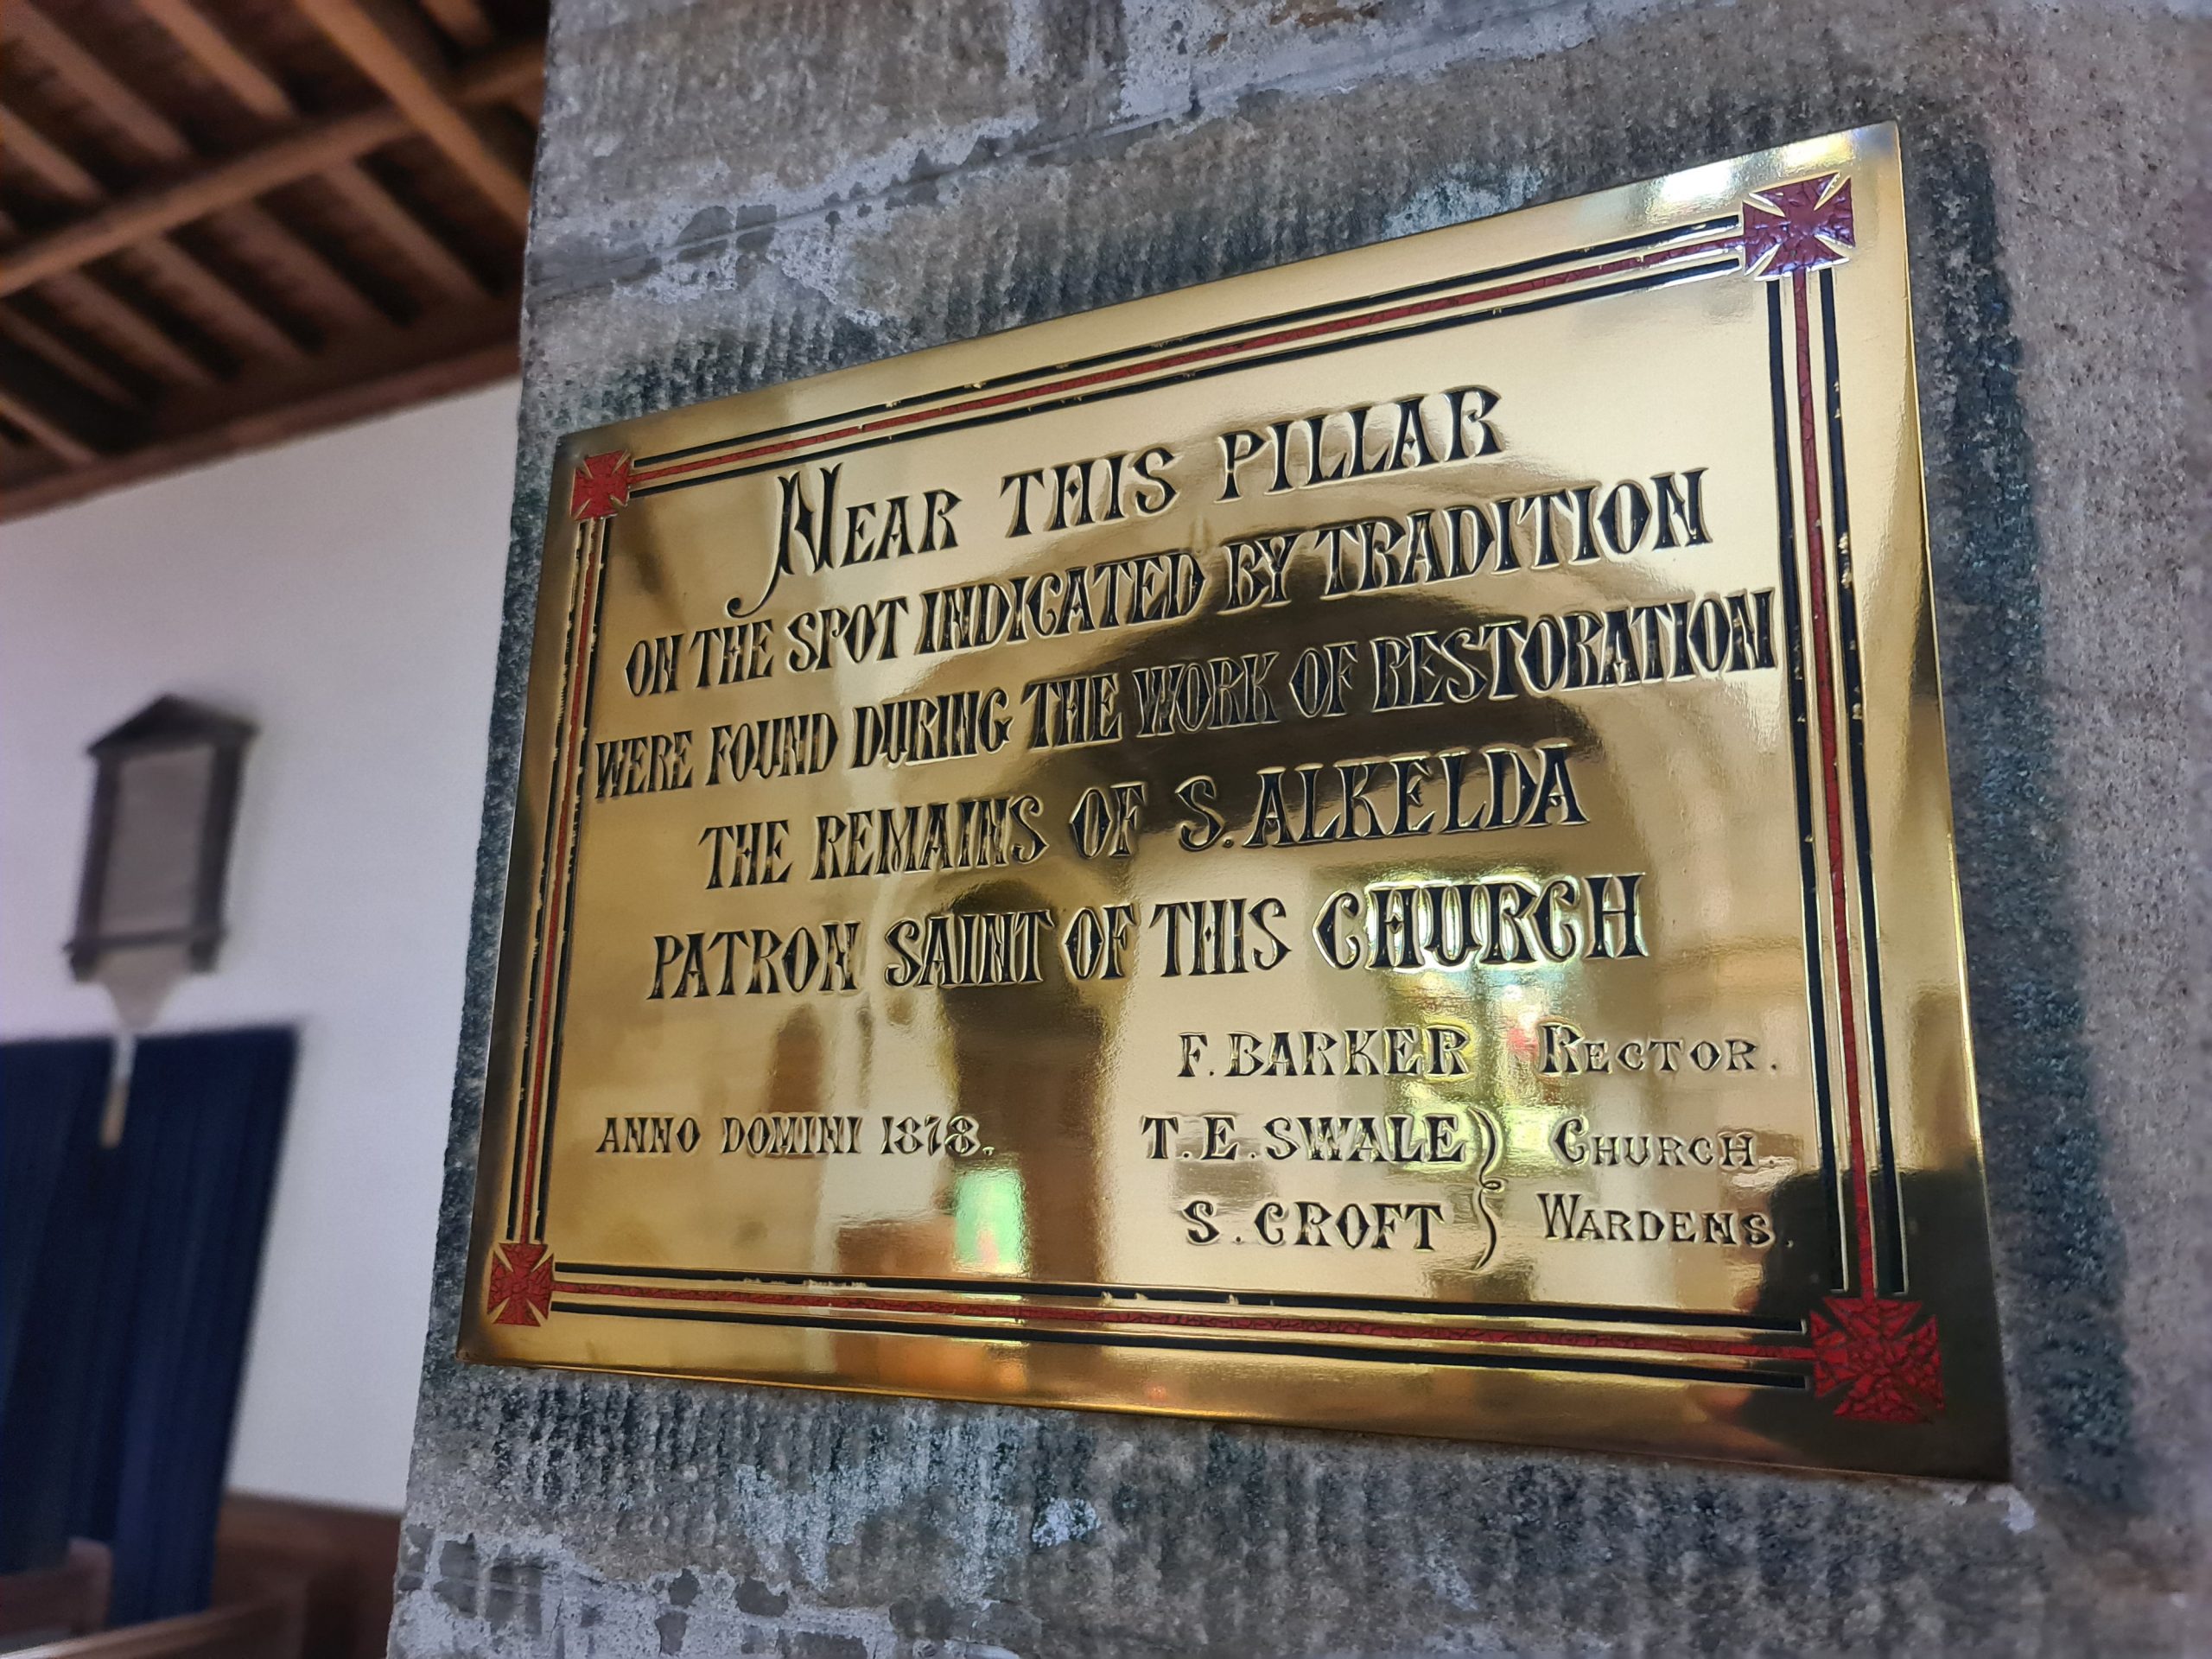 NEAR THIS PILLAR
ON THE SPOT INDICATED BY TRADITION
WERE FOUND DURING THE WORK OF RESTORATION
THE REMAINS OF S. ALKELDA
PATRON SAINT OF THIS CHURCH
F. BARKER RECTOR.
ANNO DOMINI 1878. T. E. SWALE } CHURCH
S. CROFT } WARDENS.